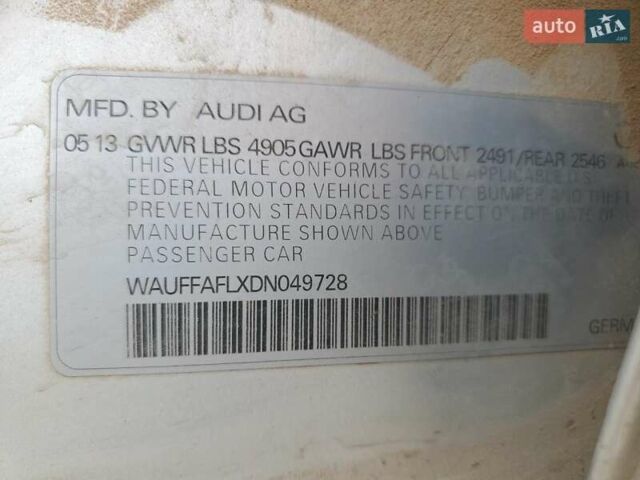 auto RIA
.com
MFD. BY AUDI AG
05 13 GVWR LBS 4905 GAWR LBS FRONT 2491/REAR 2546
THIS VEHICLE CONFORMS TO ALL APPLICABLE U.S.
FEDERAL MOTOR VEHICLE SAFETY, BUMPER AND THEFT
PREVENTION STANDARDS IN EFFECT ON THE DATE OF
MANUFACTURE SHOWN ABOVE
PASSENGER CAR
WAUFFAFLXDN049728
GERM